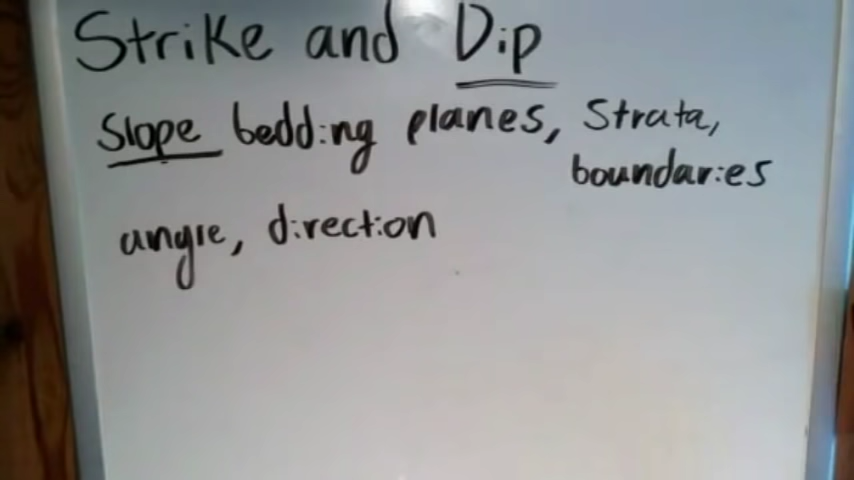 Strike and Dip
Slope bedding planes, Strata,
boundaries
angle, direction